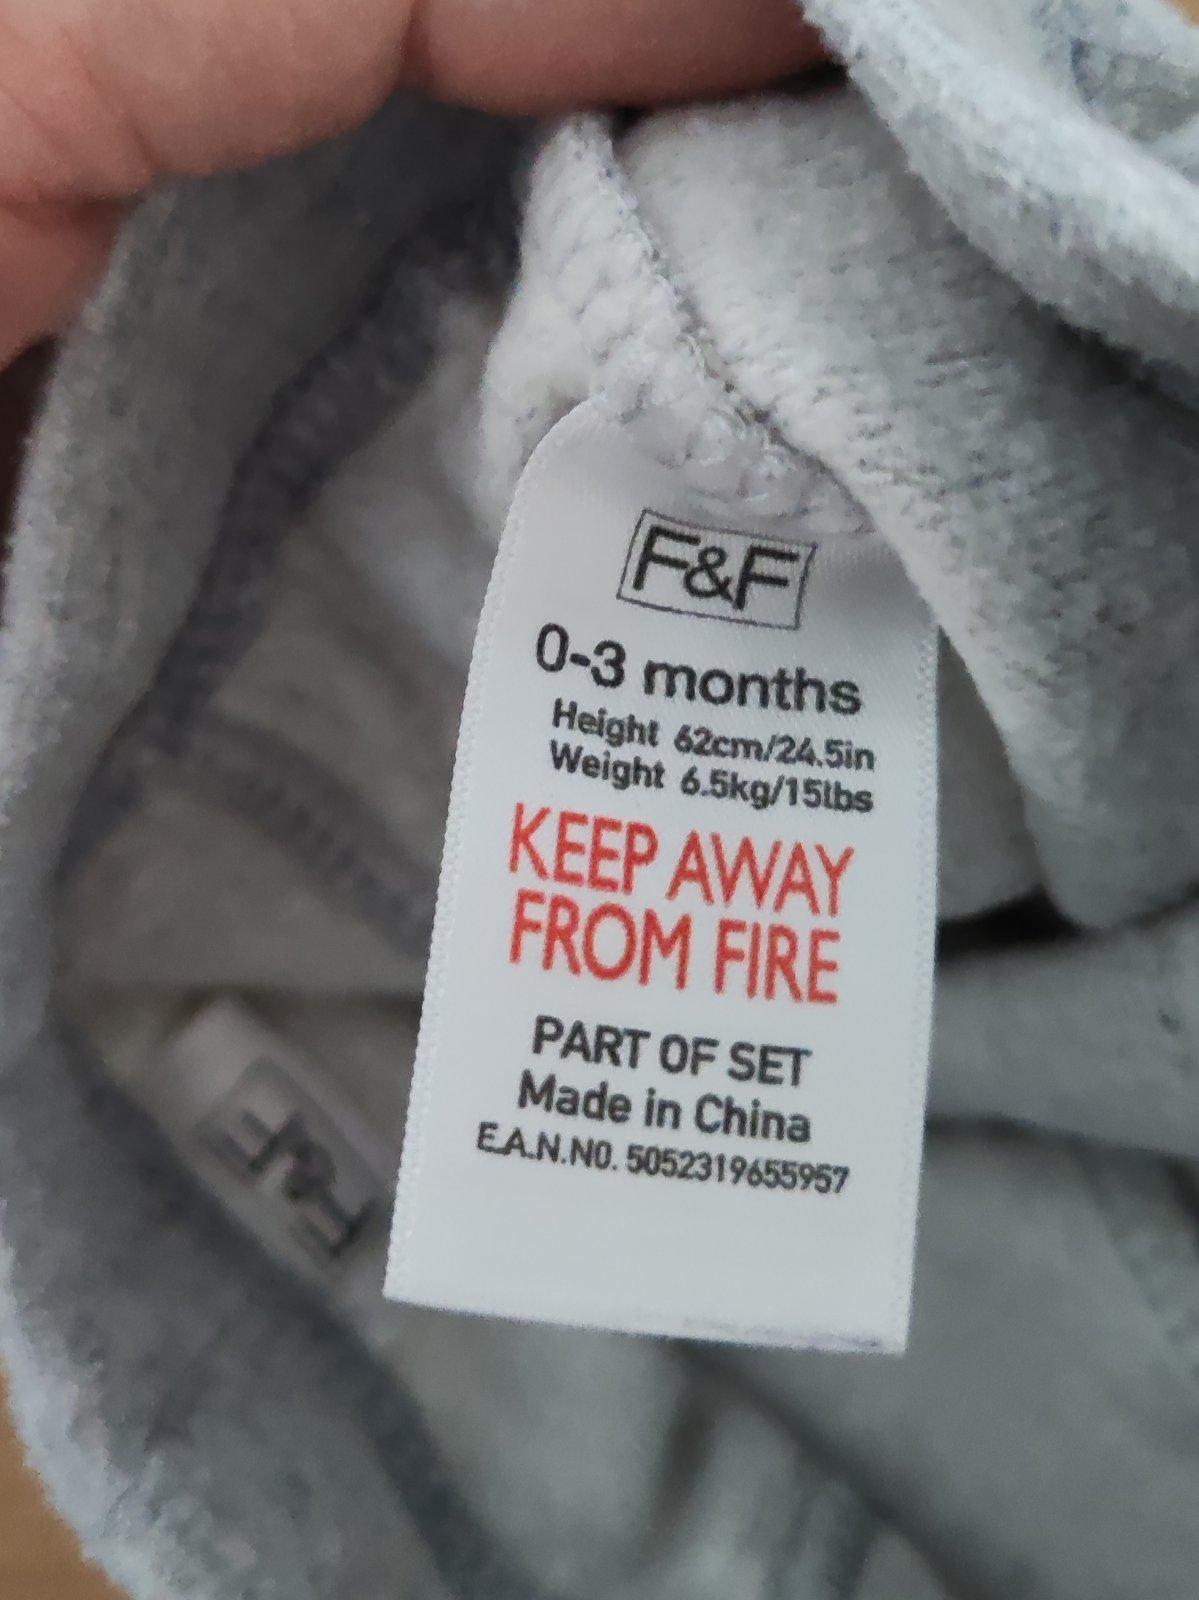 F&F
0-3 months
Height 62cm/24.5in
Weight 6.5kg/15lbs
KEEP AWAY
FROM FIRE
PART OF SET
Made in China
E.A.N.NO. 5052319655957
F&F